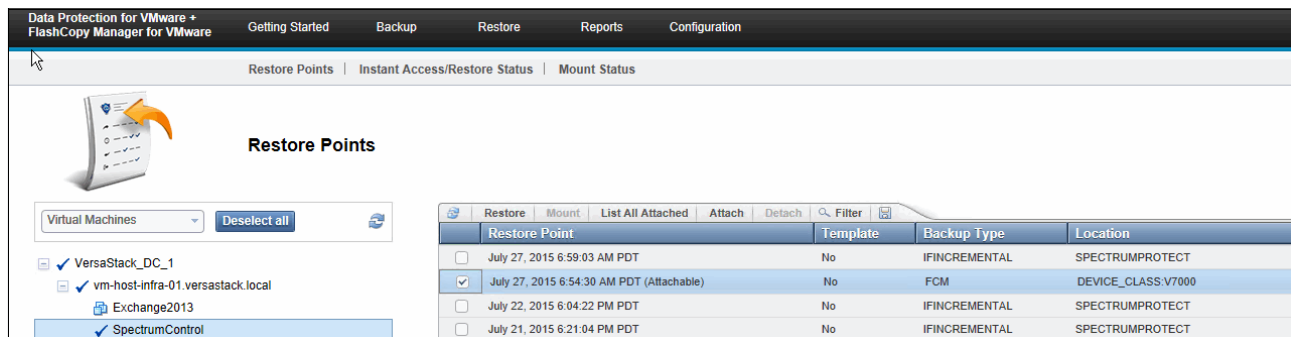 Data Protection for VMware +
FlashCopy Manager for VMware
Getting Started Backup Restore Reports Configuration
Restore Points | Instant Access/Restore Status | Mount Status
Restore Points
Virtual Machines Deselect all
Restore Mount List All Attached Attach Detach Filter
Restore Point Template Backup Type Location
VersaStack_DC_1
vm-host-infra-01.versastack.local
Exchange2013
SpectrumControl
July 27, 2015 6:59:03 AM PDT No IFINCREMENTAL SPECTRUMPROTECT
July 27, 2015 6:54:30 AM PDT (Attachable) No FCM DEVICE_CLASS:V7000
July 22, 2015 6:04:22 PM PDT No IFINCREMENTAL SPECTRUMPROTECT
July 21, 2015 6:21:04 PM PDT No IFINCREMENTAL SPECTRUMPROTECT